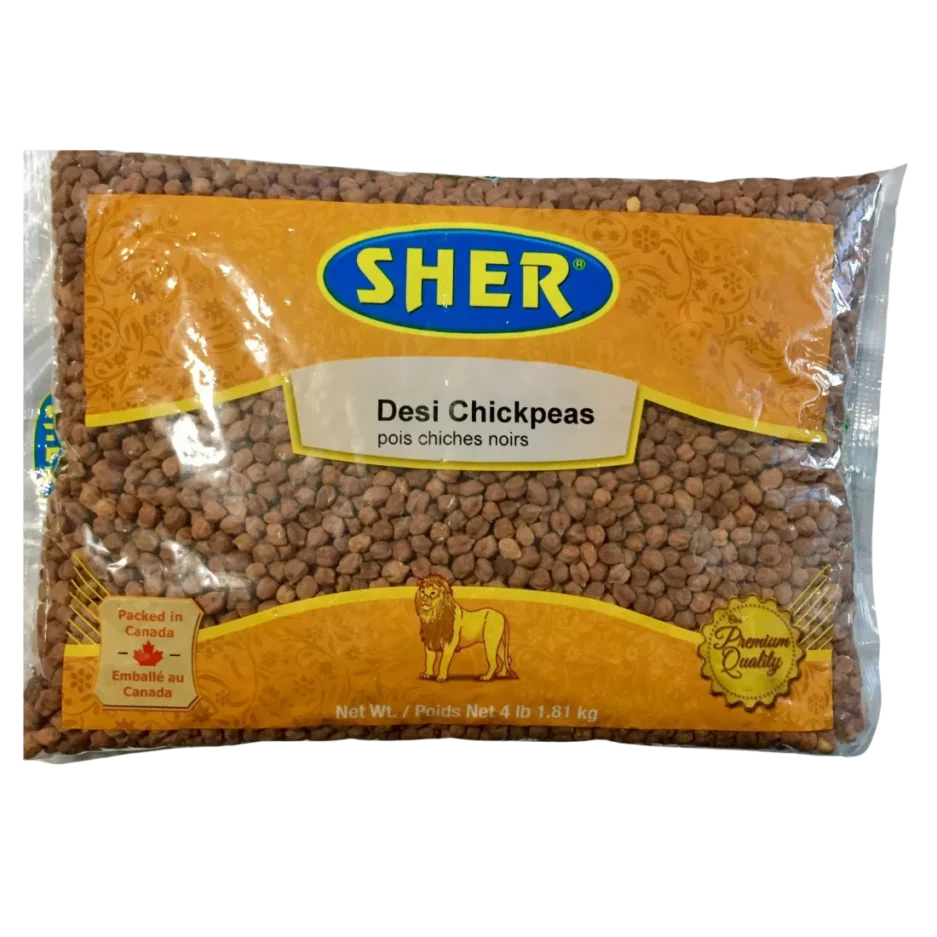 SHER®
Desi Chickpeas
pois chiches noirs
Packed in
Canada
Emballé au
Canada
Premium
Quality
Net Wt. / Poids Net 4 lb 1.81 kg